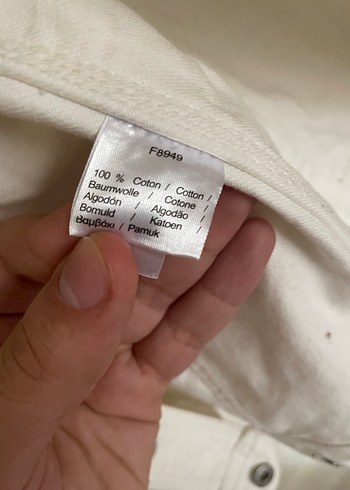 F8949
100 % Coton / Cotton /
Baumwolle / Cotone /
Algodón / Algodão /
Bomuld / Katoen /
Βαμβάκι / Pamuk